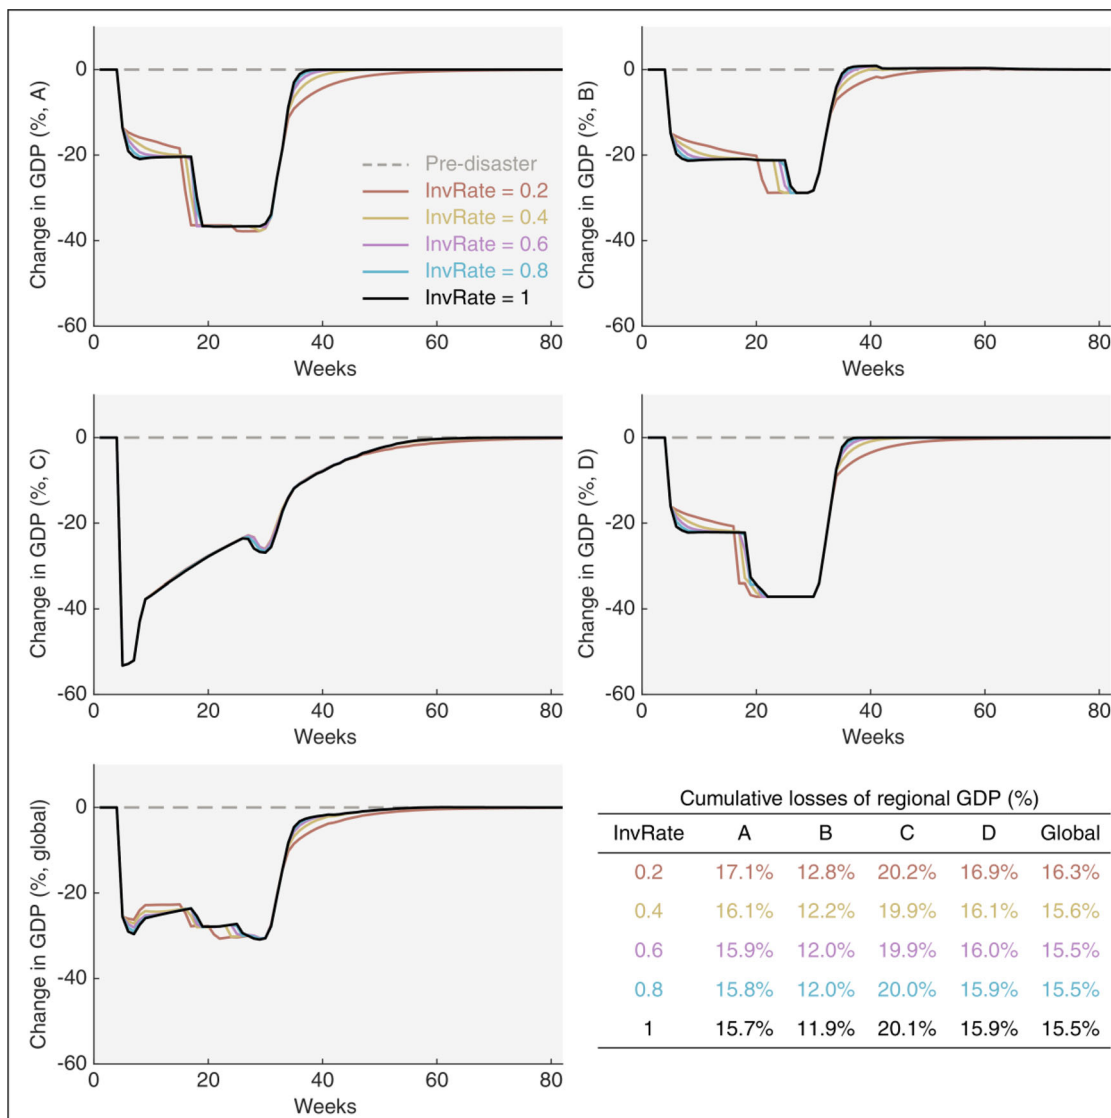 Change in GDP (%, A)
0
-20
-40
-60
Pre-disaster
InvRate = 0.2
InvRate = 0.4
InvRate = 0.6
InvRate = 0.8
InvRate = 1
0 20 40 60 80
Weeks
Change in GDP (%, B)
0
-20
-40
-60
0 20 40 60 80
Weeks
Change in GDP (%, C)
0
-20
-40
-60
0 20 40 60 80
Weeks
Change in GDP (%, D)
0
-20
-40
-60
0 20 40 60 80
Weeks
Change in GDP (%, global)
0
-20
-40
-60
0 20 40 60 80
Weeks
Cumulative losses of regional GDP (%)
InvRate A B C D Global
0.2 17.1% 12.8% 20.2% 16.9% 16.3%
0.4 16.1% 12.2% 19.9% 16.1% 15.6%
0.6 15.9% 12.0% 19.9% 16.0% 15.5%
0.8 15.8% 12.0% 20.0% 15.9% 15.5%
1 15.7% 11.9% 20.1% 15.9% 15.5%